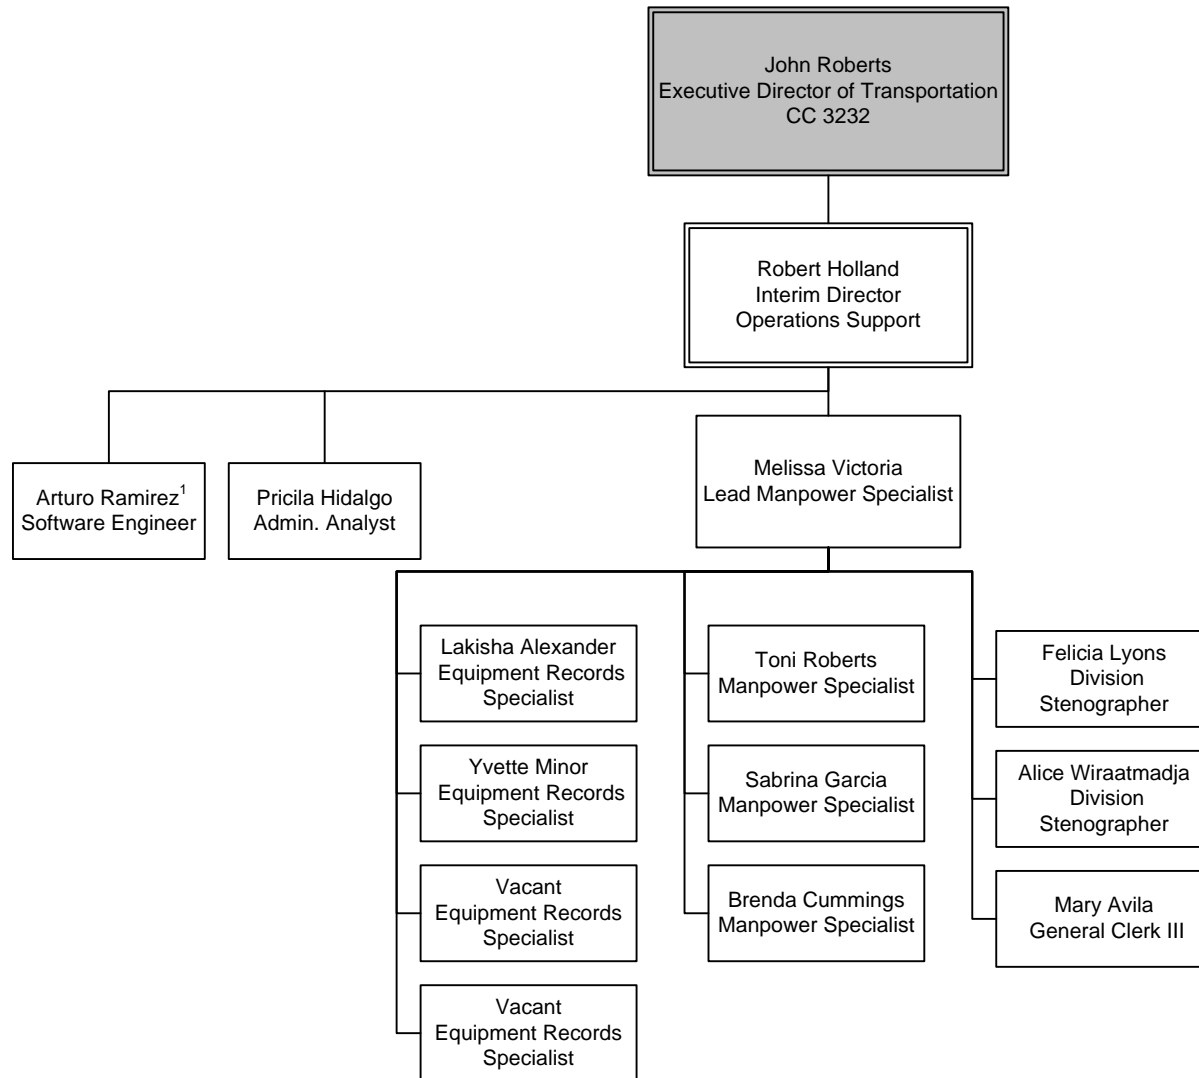 John Roberts
Executive Director of Transportation
CC 3232
Robert Holland
Interim Director
Operations Support
Arturo Ramirez¹
Software Engineer
Pricila Hidalgo
Admin. Analyst
Melissa Victoria
Lead Manpower Specialist
Lakisha Alexander
Equipment Records
Specialist
Yvette Minor
Equipment Records
Specialist
Vacant
Equipment Records
Specialist
Vacant
Equipment Records
Specialist
Toni Roberts
Manpower Specialist
Sabrina Garcia
Manpower Specialist
Brenda Cummings
Manpower Specialist
Felicia Lyons
Division
Stenographer
Alice Wiraatmadja
Division
Stenographer
Mary Avila
General Clerk III